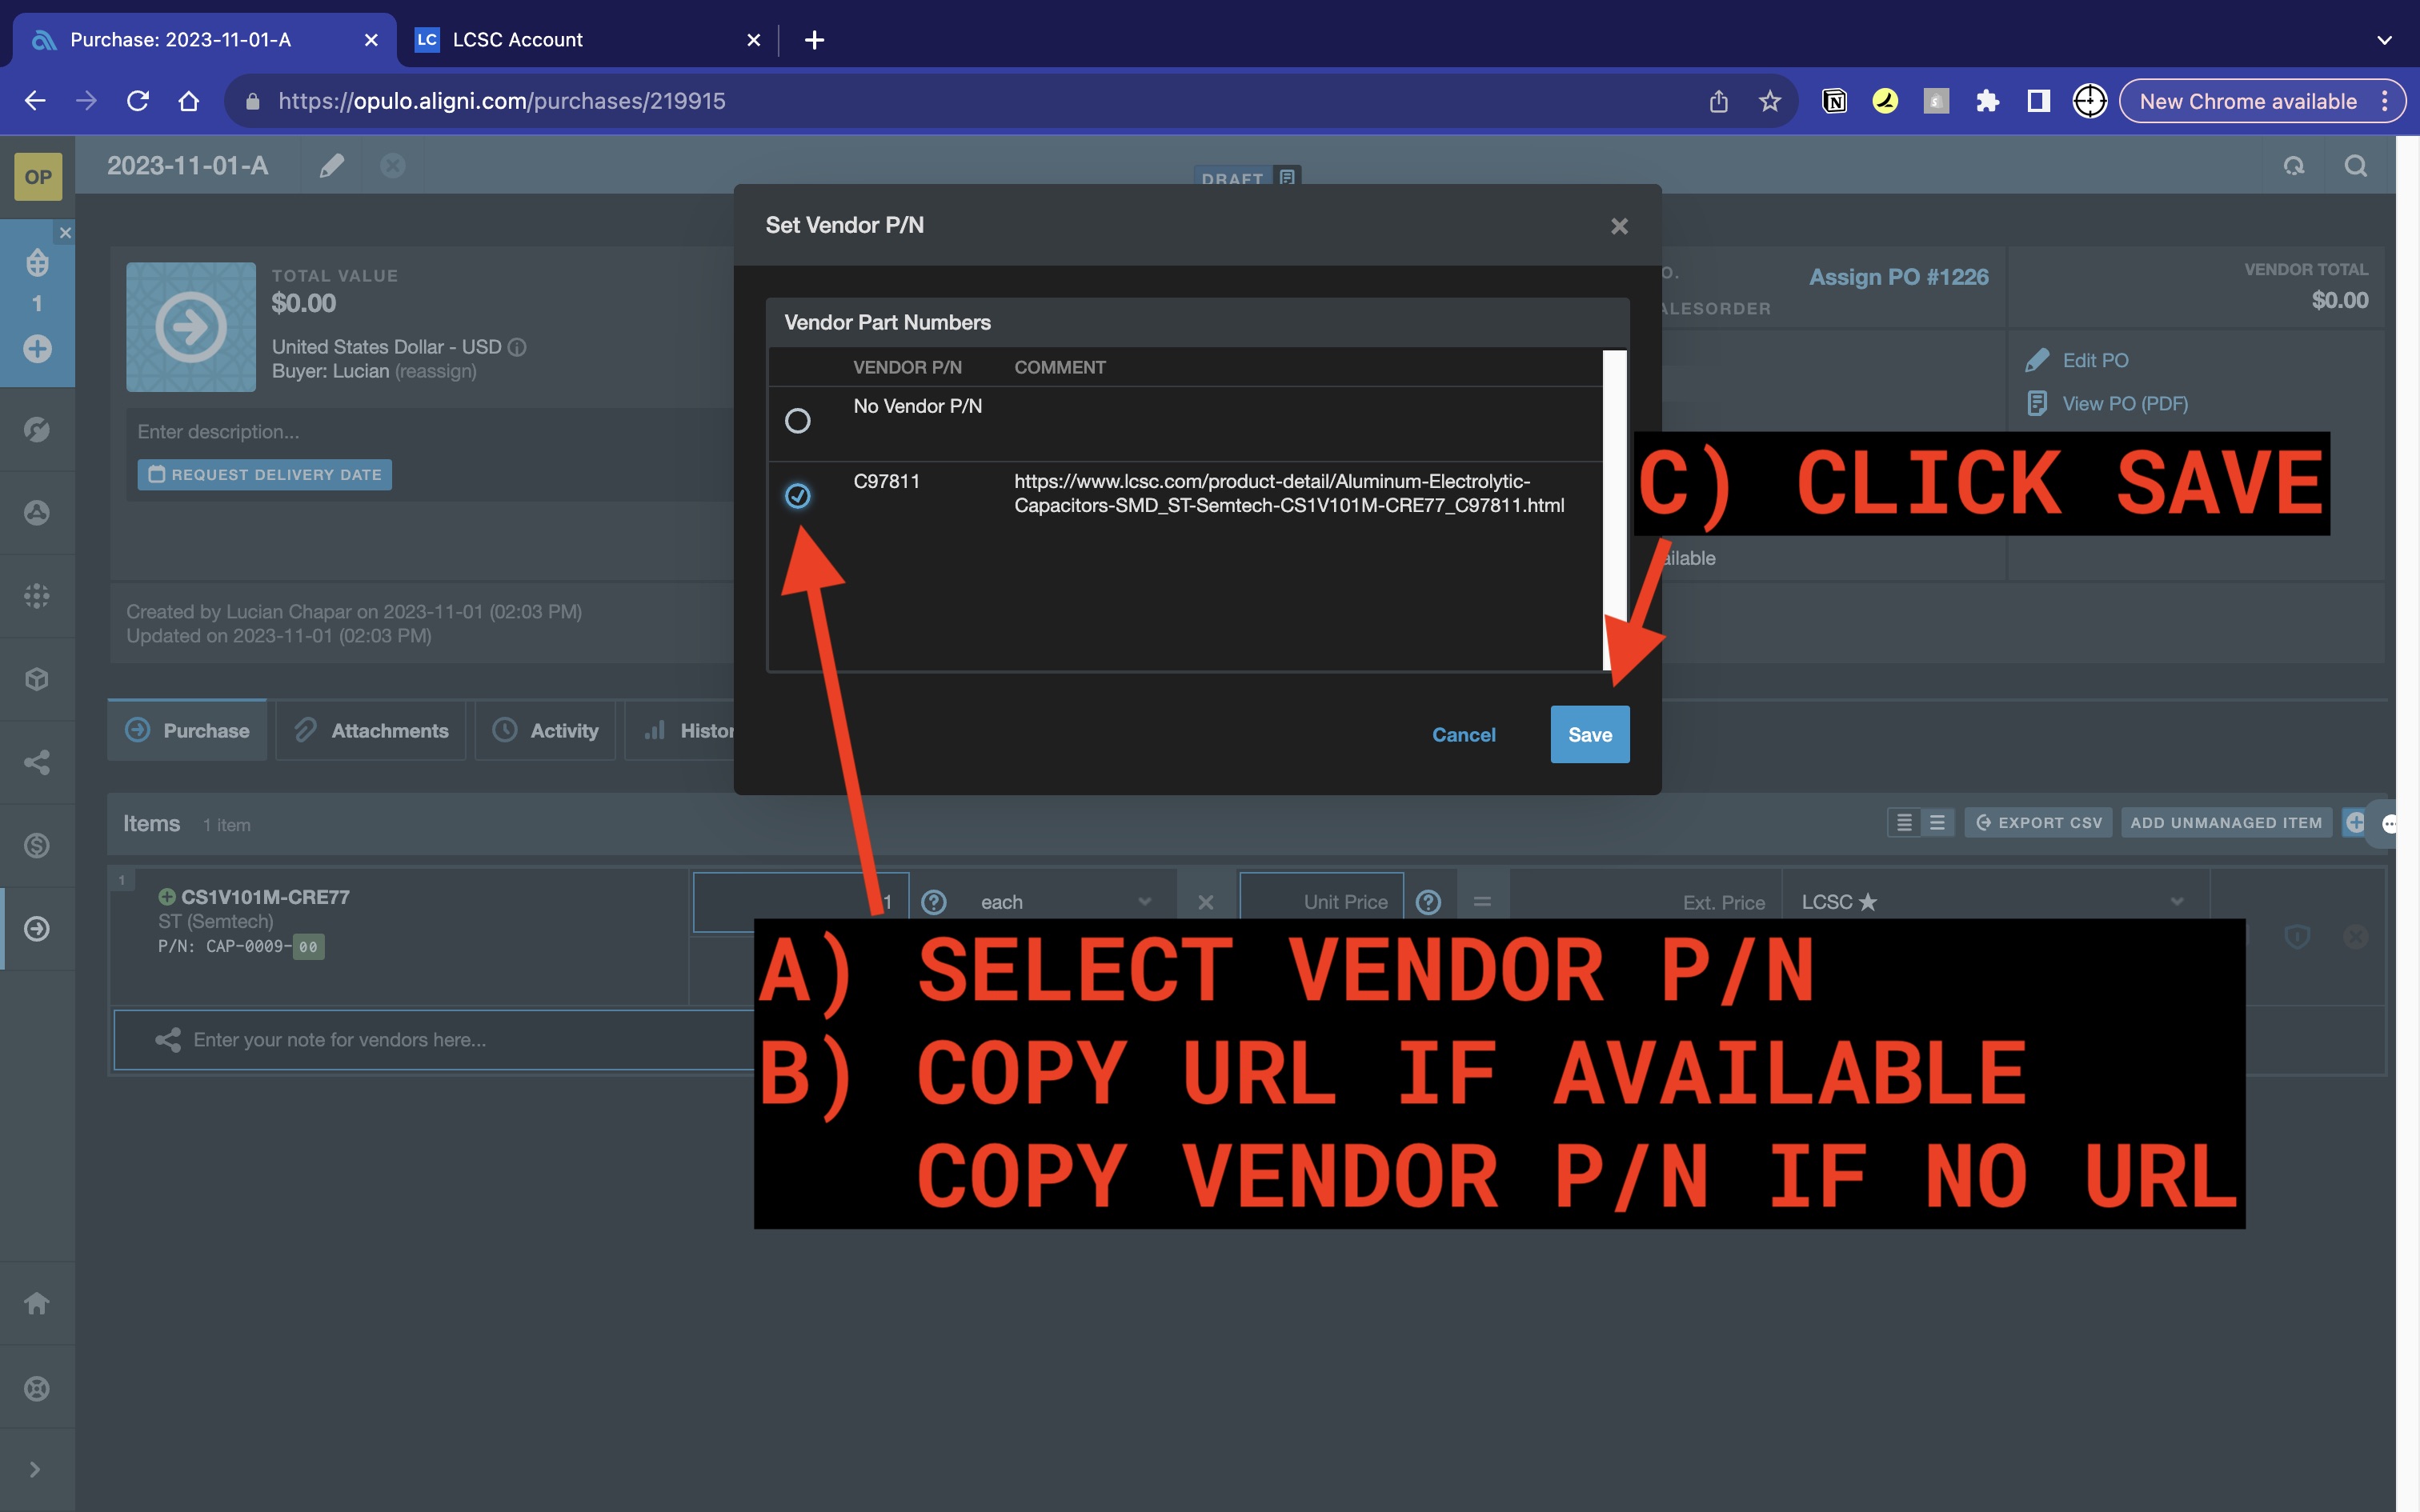 Purchase: 2023-11-01-A
LC LCSC Account
https://opulo.aligni.com/purchases/219915
New Chrome available
OP
2023-11-01-A
DRAFT
1
TOTAL VALUE
$0.00
United States Dollar - USD
Buyer: Lucian (reassign)
Enter description...
REQUEST DELIVERY DATE
Created by Lucian Chapar on 2023-11-01 (02:03 PM)
Updated on 2023-11-01 (02:03 PM)
Set Vendor P/N
Vendor Part Numbers
VENDOR P/N COMMENT
No Vendor P/N
C97811
https://www.lcsc.com/product-detail/Aluminum-Electrolytic-
Capacitors-SMD_ST-Semtech-CS1V101M-CRE77_C97811.html
Cancel
Save
O.
ALESORDER
Assign PO #1226
VENDOR TOTAL
$0.00
Edit PO
View PO (PDF)
C) CLICK SAVE
ailable
Purchase
Attachments
Activity
Histor
Items 1 item
EXPORT CSV
ADD UNMANAGED ITEM
1
CS1V101M-CRE77
ST (Semtech)
P/N: CAP-0009-00
1
each
Unit Price
=
Ext. Price
LCSC
Enter your note for vendors here...
A) SELECT VENDOR P/N
B) COPY URL IF AVAILABLE
COPY VENDOR P/N IF NO URL